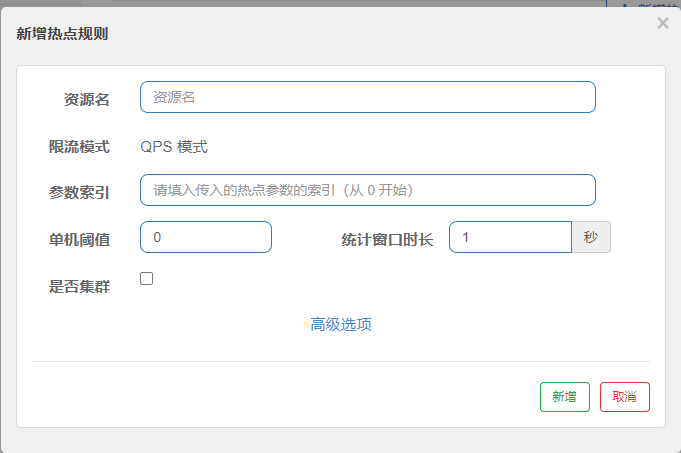 新增热点规则
×
资源名 资源名
限流模式 QPS 模式
参数索引 请填入传入的热点参数的索引（从 0 开始）
单机阈值 0 统计窗口时长 1 秒
是否集群
高级选项
新增 取消